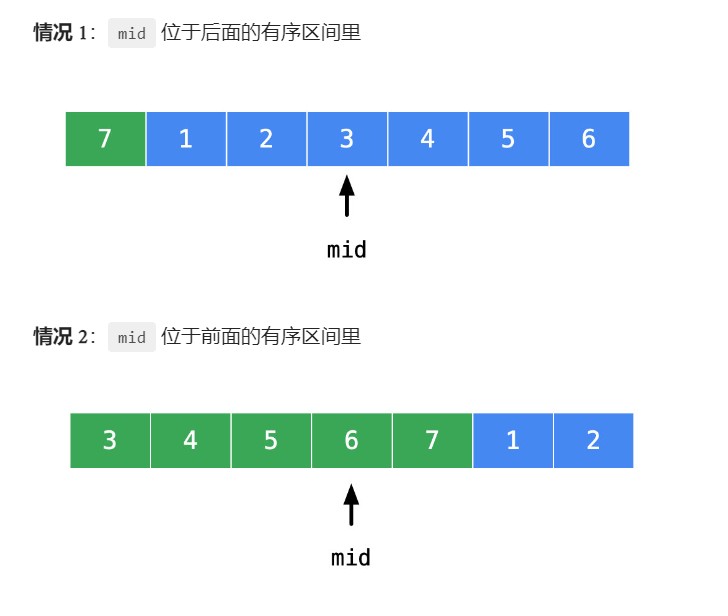 情况 1： mid 位于后面的有序区间里
7 1 2 3 4 5 6
mid
情况 2： mid 位于前面的有序区间里
3 4 5 6 7 1 2
mid